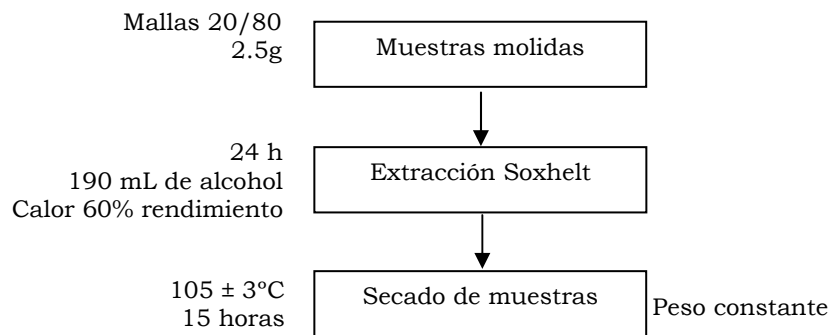 Mallas 20/80
2.5g
Muestras molidas
24 h
190 mL de alcohol
Calor 60% rendimiento
Extracción Soxhelt
105 ± 3°C
15 horas
Secado de muestras
Peso constante